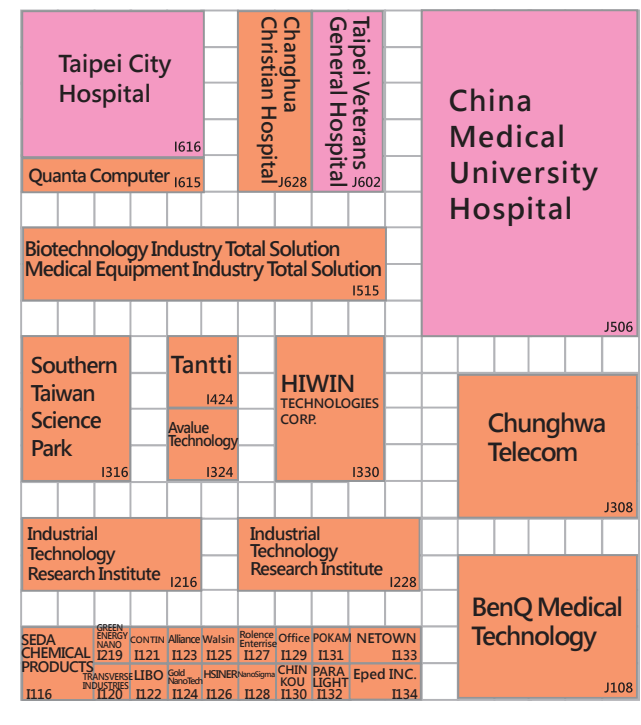 Taipei City
Hospital
I616
Quanta Computer
I615
Changhua
Christian Hospital
J628
Taipei Veterans
General Hospital
J602
China
Medical
University
Hospital
J506
Biotechnology Industry Total Solution
Medical Equipment Industry Total Solution
I515
Southern
Taiwan
Science
Park
I316
Tantti
I424
Avalue
Technology
I324
HIWIN
TECHNOLOGIES
CORP.
I330
Chunghwa
Telecom
J308
Industrial
Technology
Research Institute
I216
Industrial
Technology
Research Institute
I228
BenQ Medical
Technology
J108
SEDA
CHEMICAL
PRODUCTS
I116
GREEN
ENERGY
NANO
I219
CONTIN
I121
Alliance
I123
Walsin
I125
Rolence
Enterrise
I127
Office
I129
POKAM
I131
NETOWN
I133
TRANSVERSE
INDUSTRIES
I120
LIBO
I122
Gold
NanoTech
I124
HSINER
I126
NanoSigma
I128
CHIN
KOU
I130
PARA
LIGHT
I132
Eped INC.
I134